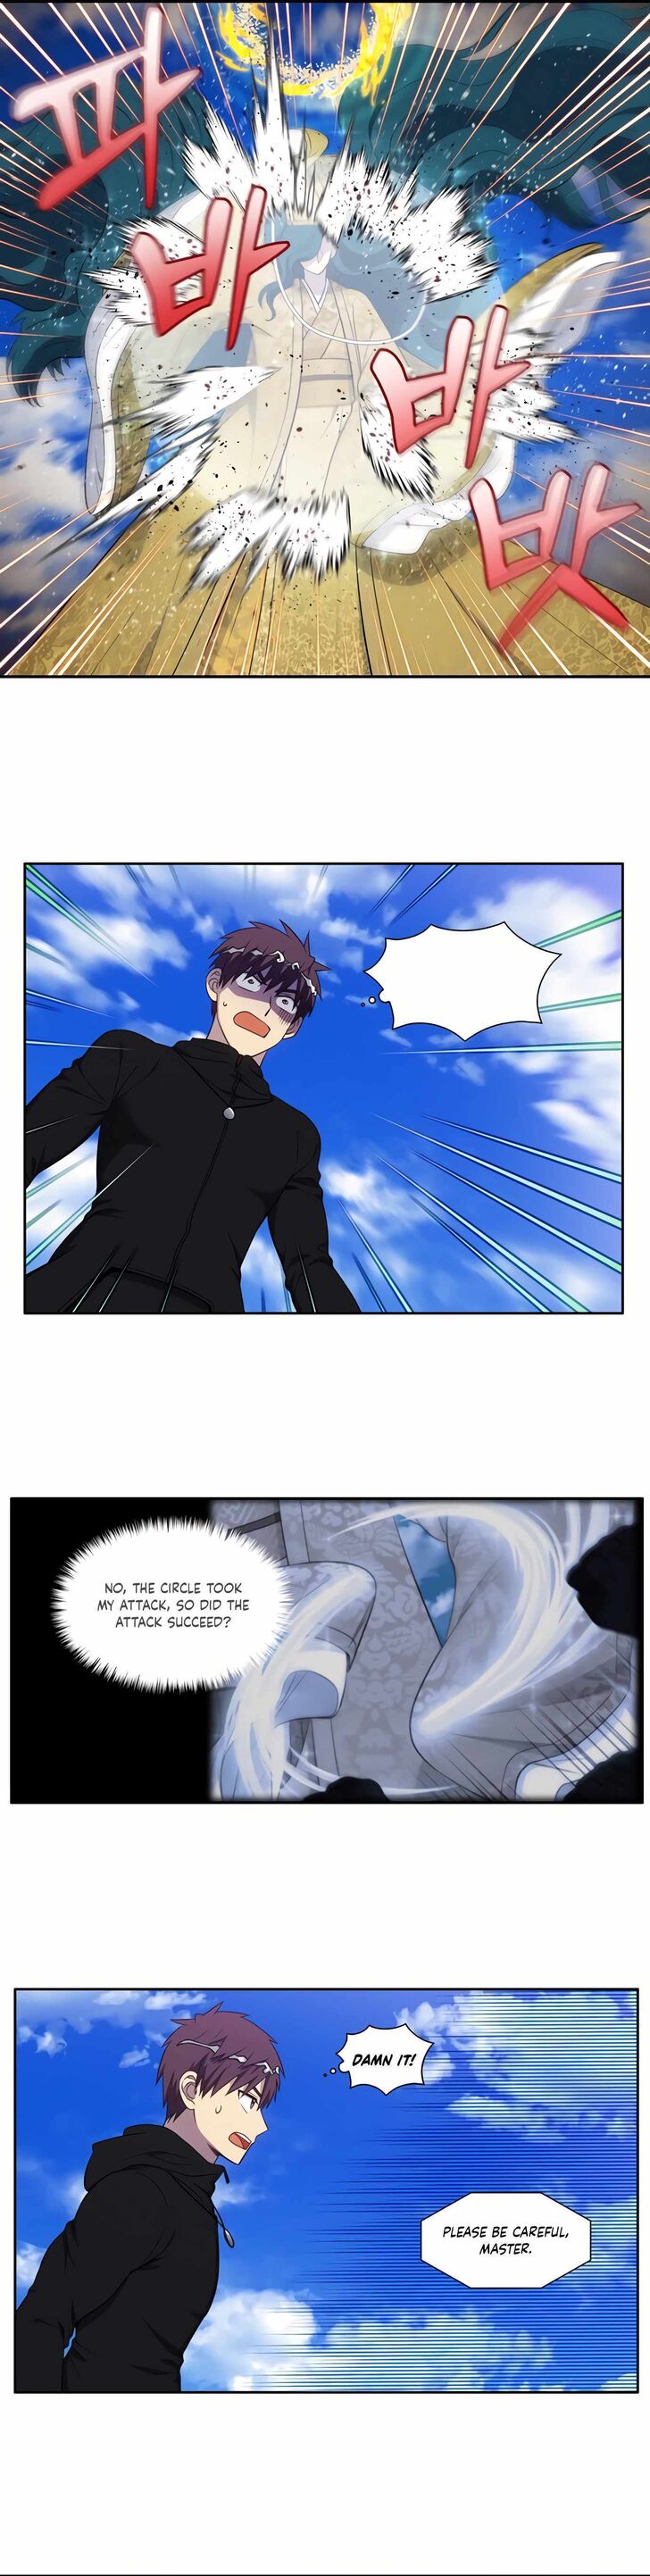 파
바
바
밧
NO, THE CIRCLE TOOK
MY ATTACK, SO DID THE
ATTACK SUCCEED?
DAMN IT!
PLEASE BE CAREFUL,
MASTER.